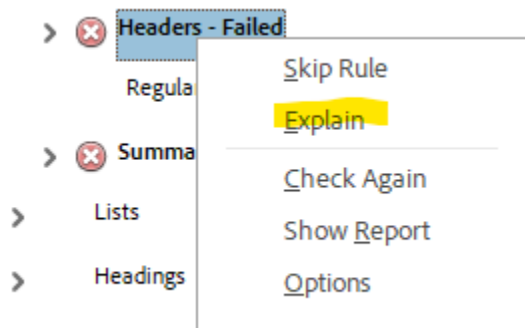 Headers - Failed
Skip Rule
Regula
Explain
Summa
Check Again
Lists
Show Report
Headings
Options